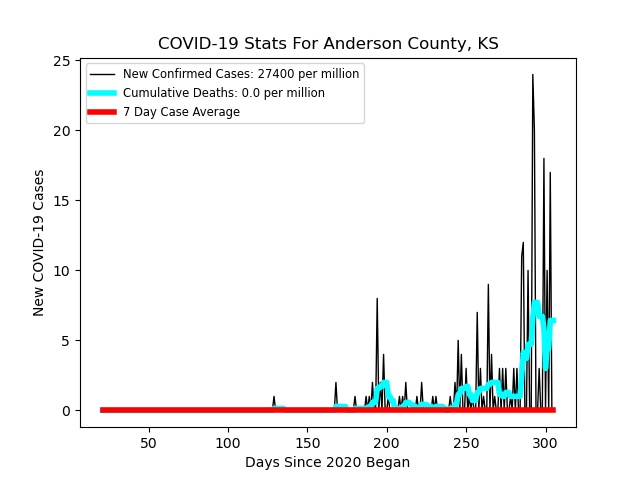 COVID-19 Stats For Anderson County, KS
New Confirmed Cases: 27400 per million
Cumulative Deaths: 0.0 per million
7 Day Case Average
25
20
15
10
5
0
New COVID-19 Cases
50 100 150 200 250 300
Days Since 2020 Began